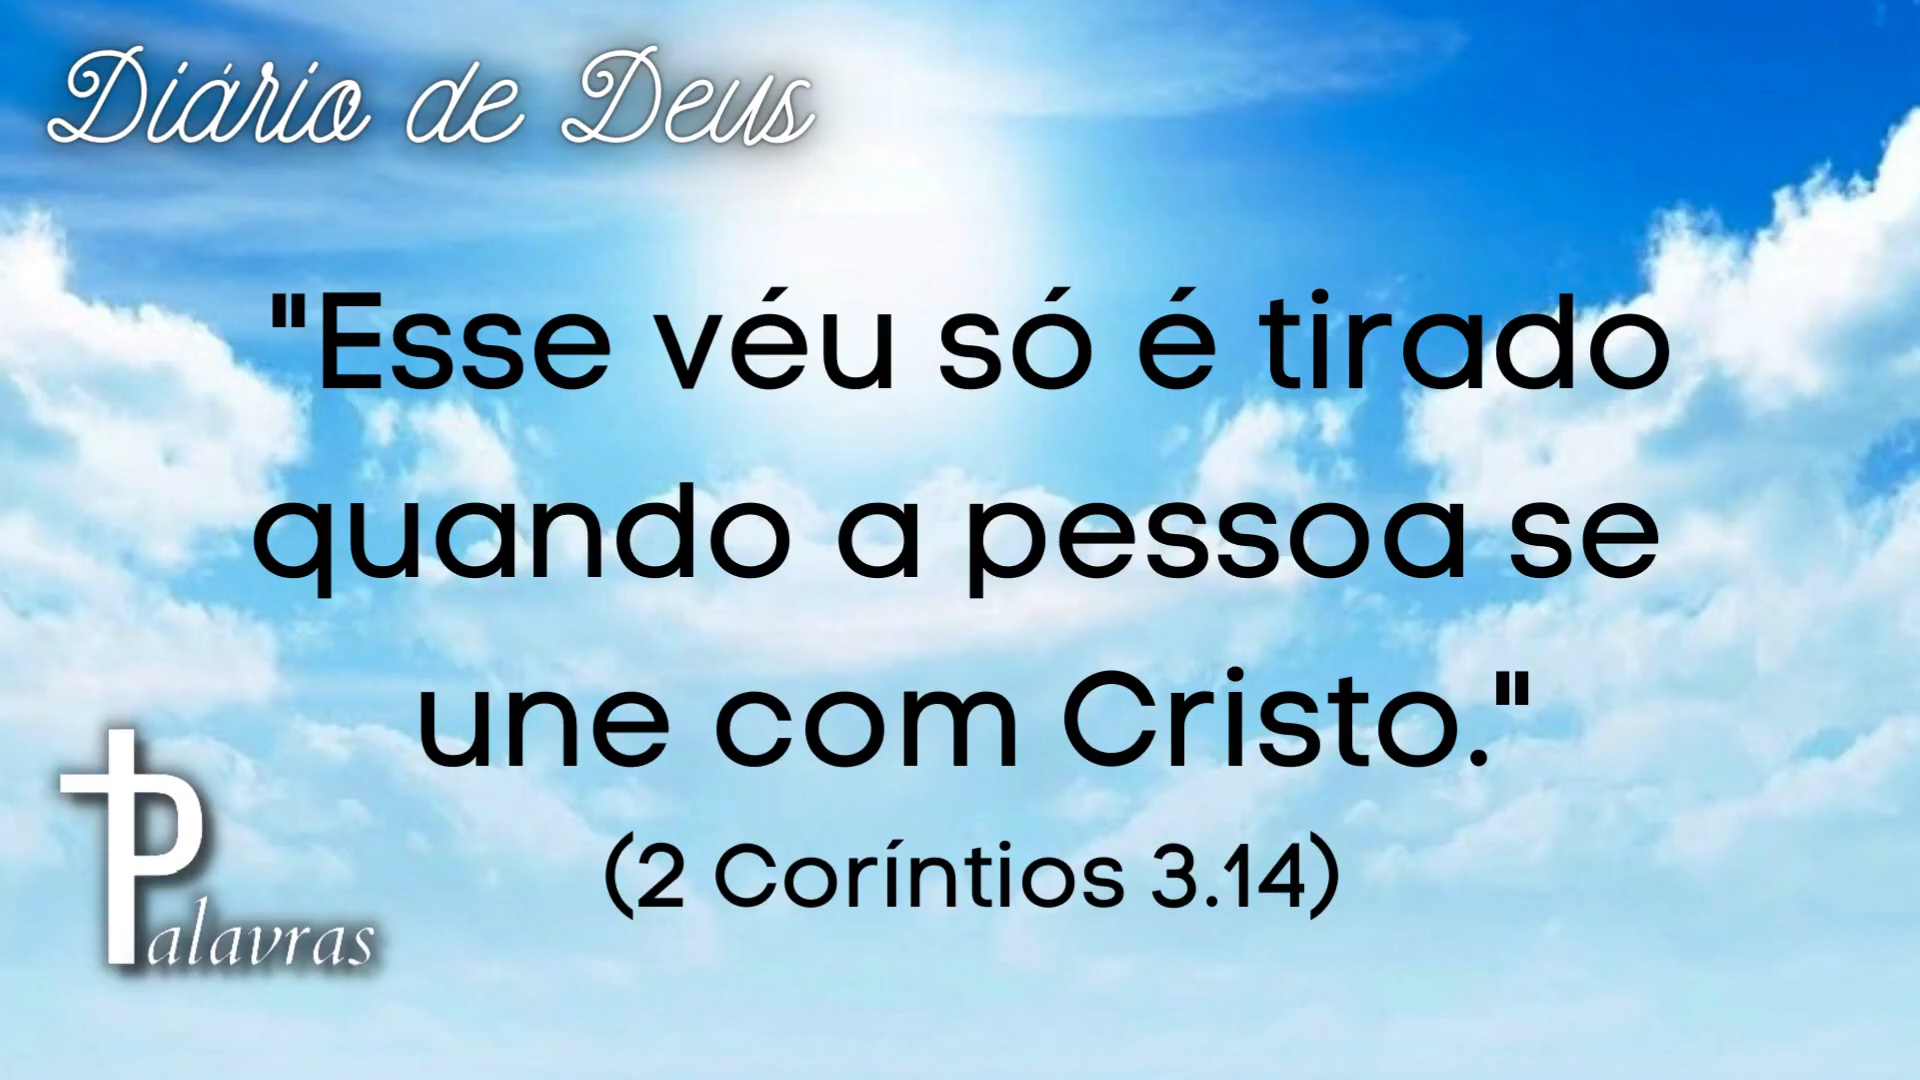 Diário de Deus
"Esse véu só é tirado
quando a pessoa se
une com Cristo."
(2 Coríntios 3.14)
Palavras